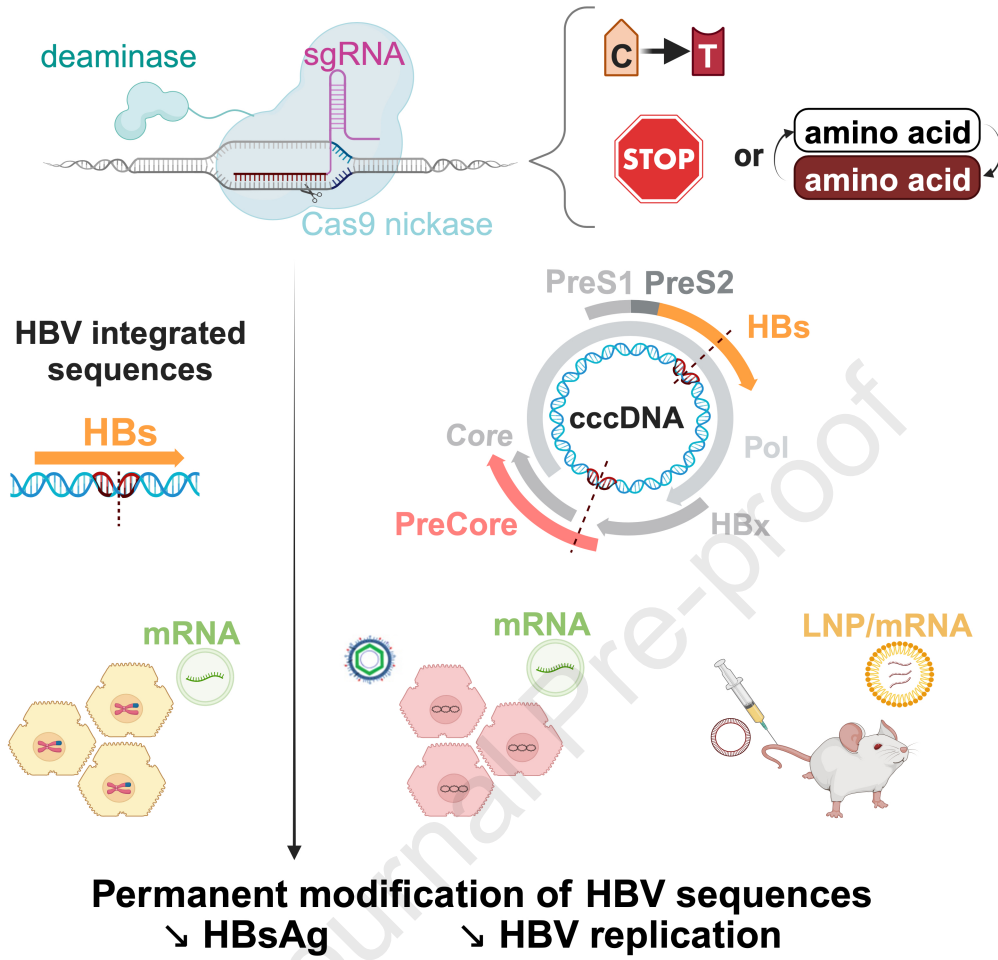 deaminase
sgRNA
C
T
STOP
or
amino acid
amino acid
Cas9 nickase
PreS1
PreS2
HBs
HBV integrated
sequences
HBs
cccDNA
Core
Pol
PreCore
HBx
mRNA
mRNA
LNP/mRNA
Permanent modification of HBV sequences
↘ HBsAg
↘ HBV replication
Journal Pre-proof